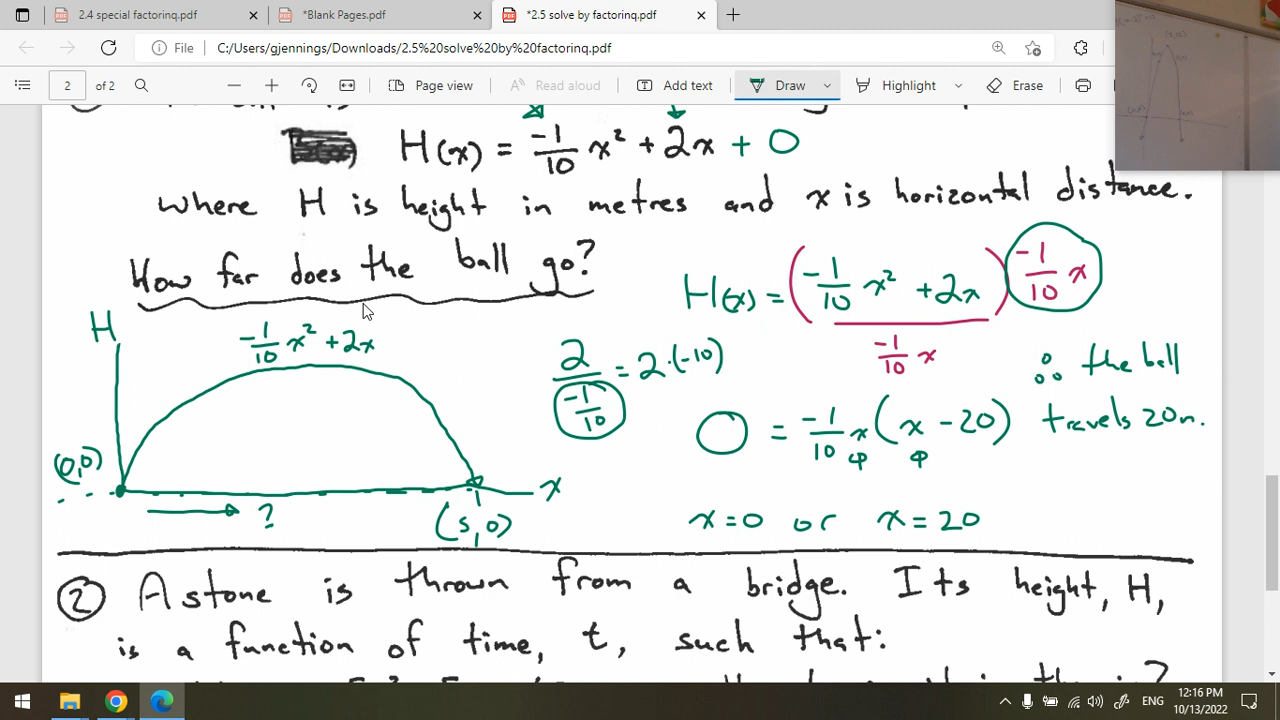 2.4 special factorinq.pdf
*Blank Pages.pdf
*2.5 solve by factorinq.pdf
File
C:/Users/gjennings/Downloads/2.5%20solve%20by%20factorinq.pdf
2 of 2
Page view
Read aloud
Add text
Draw
Highlight
Erase
H(x) = -1/10 x² + 2x + 0
where H is height in metres and x is horizontal distance.
How far does the ball go?
H(x) = (-1/10 x² + 2x) -1/10 x
-1/10 x
H
-1/10 x² + 2x
2/(-1/10) = 2·(-10)
∴ the ball
travels 20m.
0 = -1/10 x (x - 20)
(0,0)
x
?
(s,0)
x = 0 or x = 20
② A stone is thrown from a bridge. Its height, H,
is a function of time, t, such that:
ENG
12:16 PM
10/13/2022